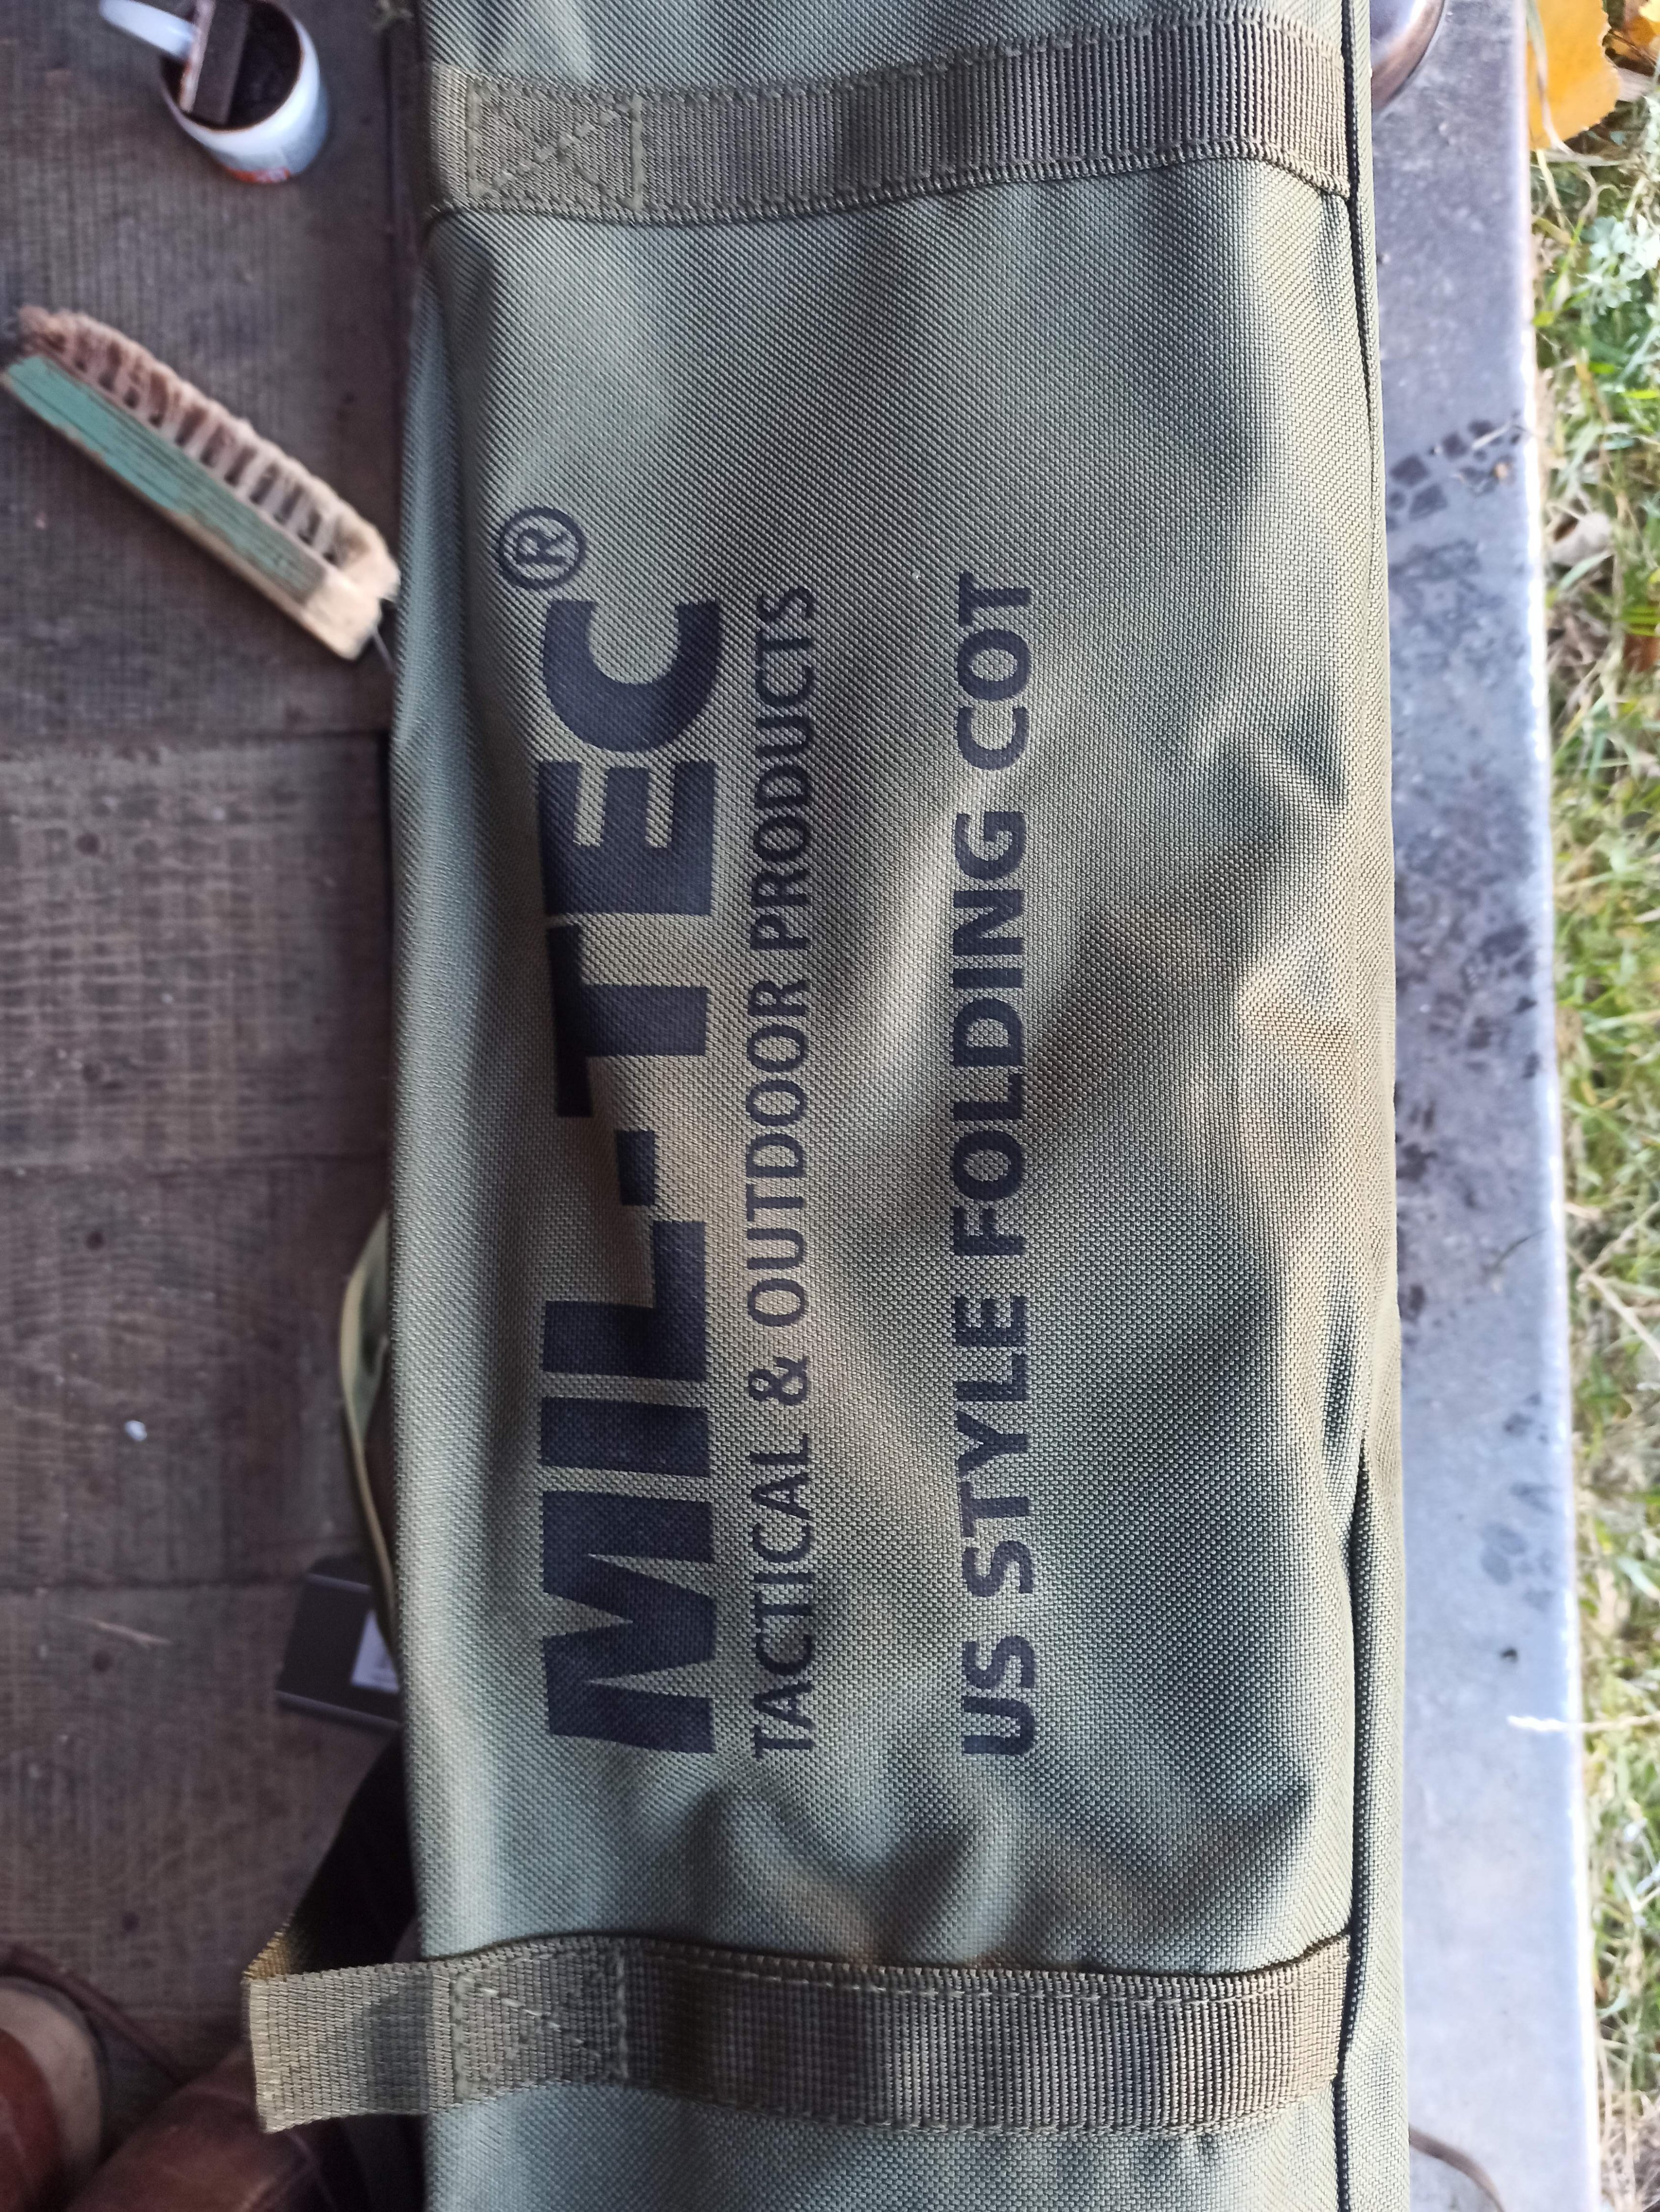 MIL-TEC®
TACTICAL & OUTDOOR PRODUCTS
US STYLE FOLDING COT